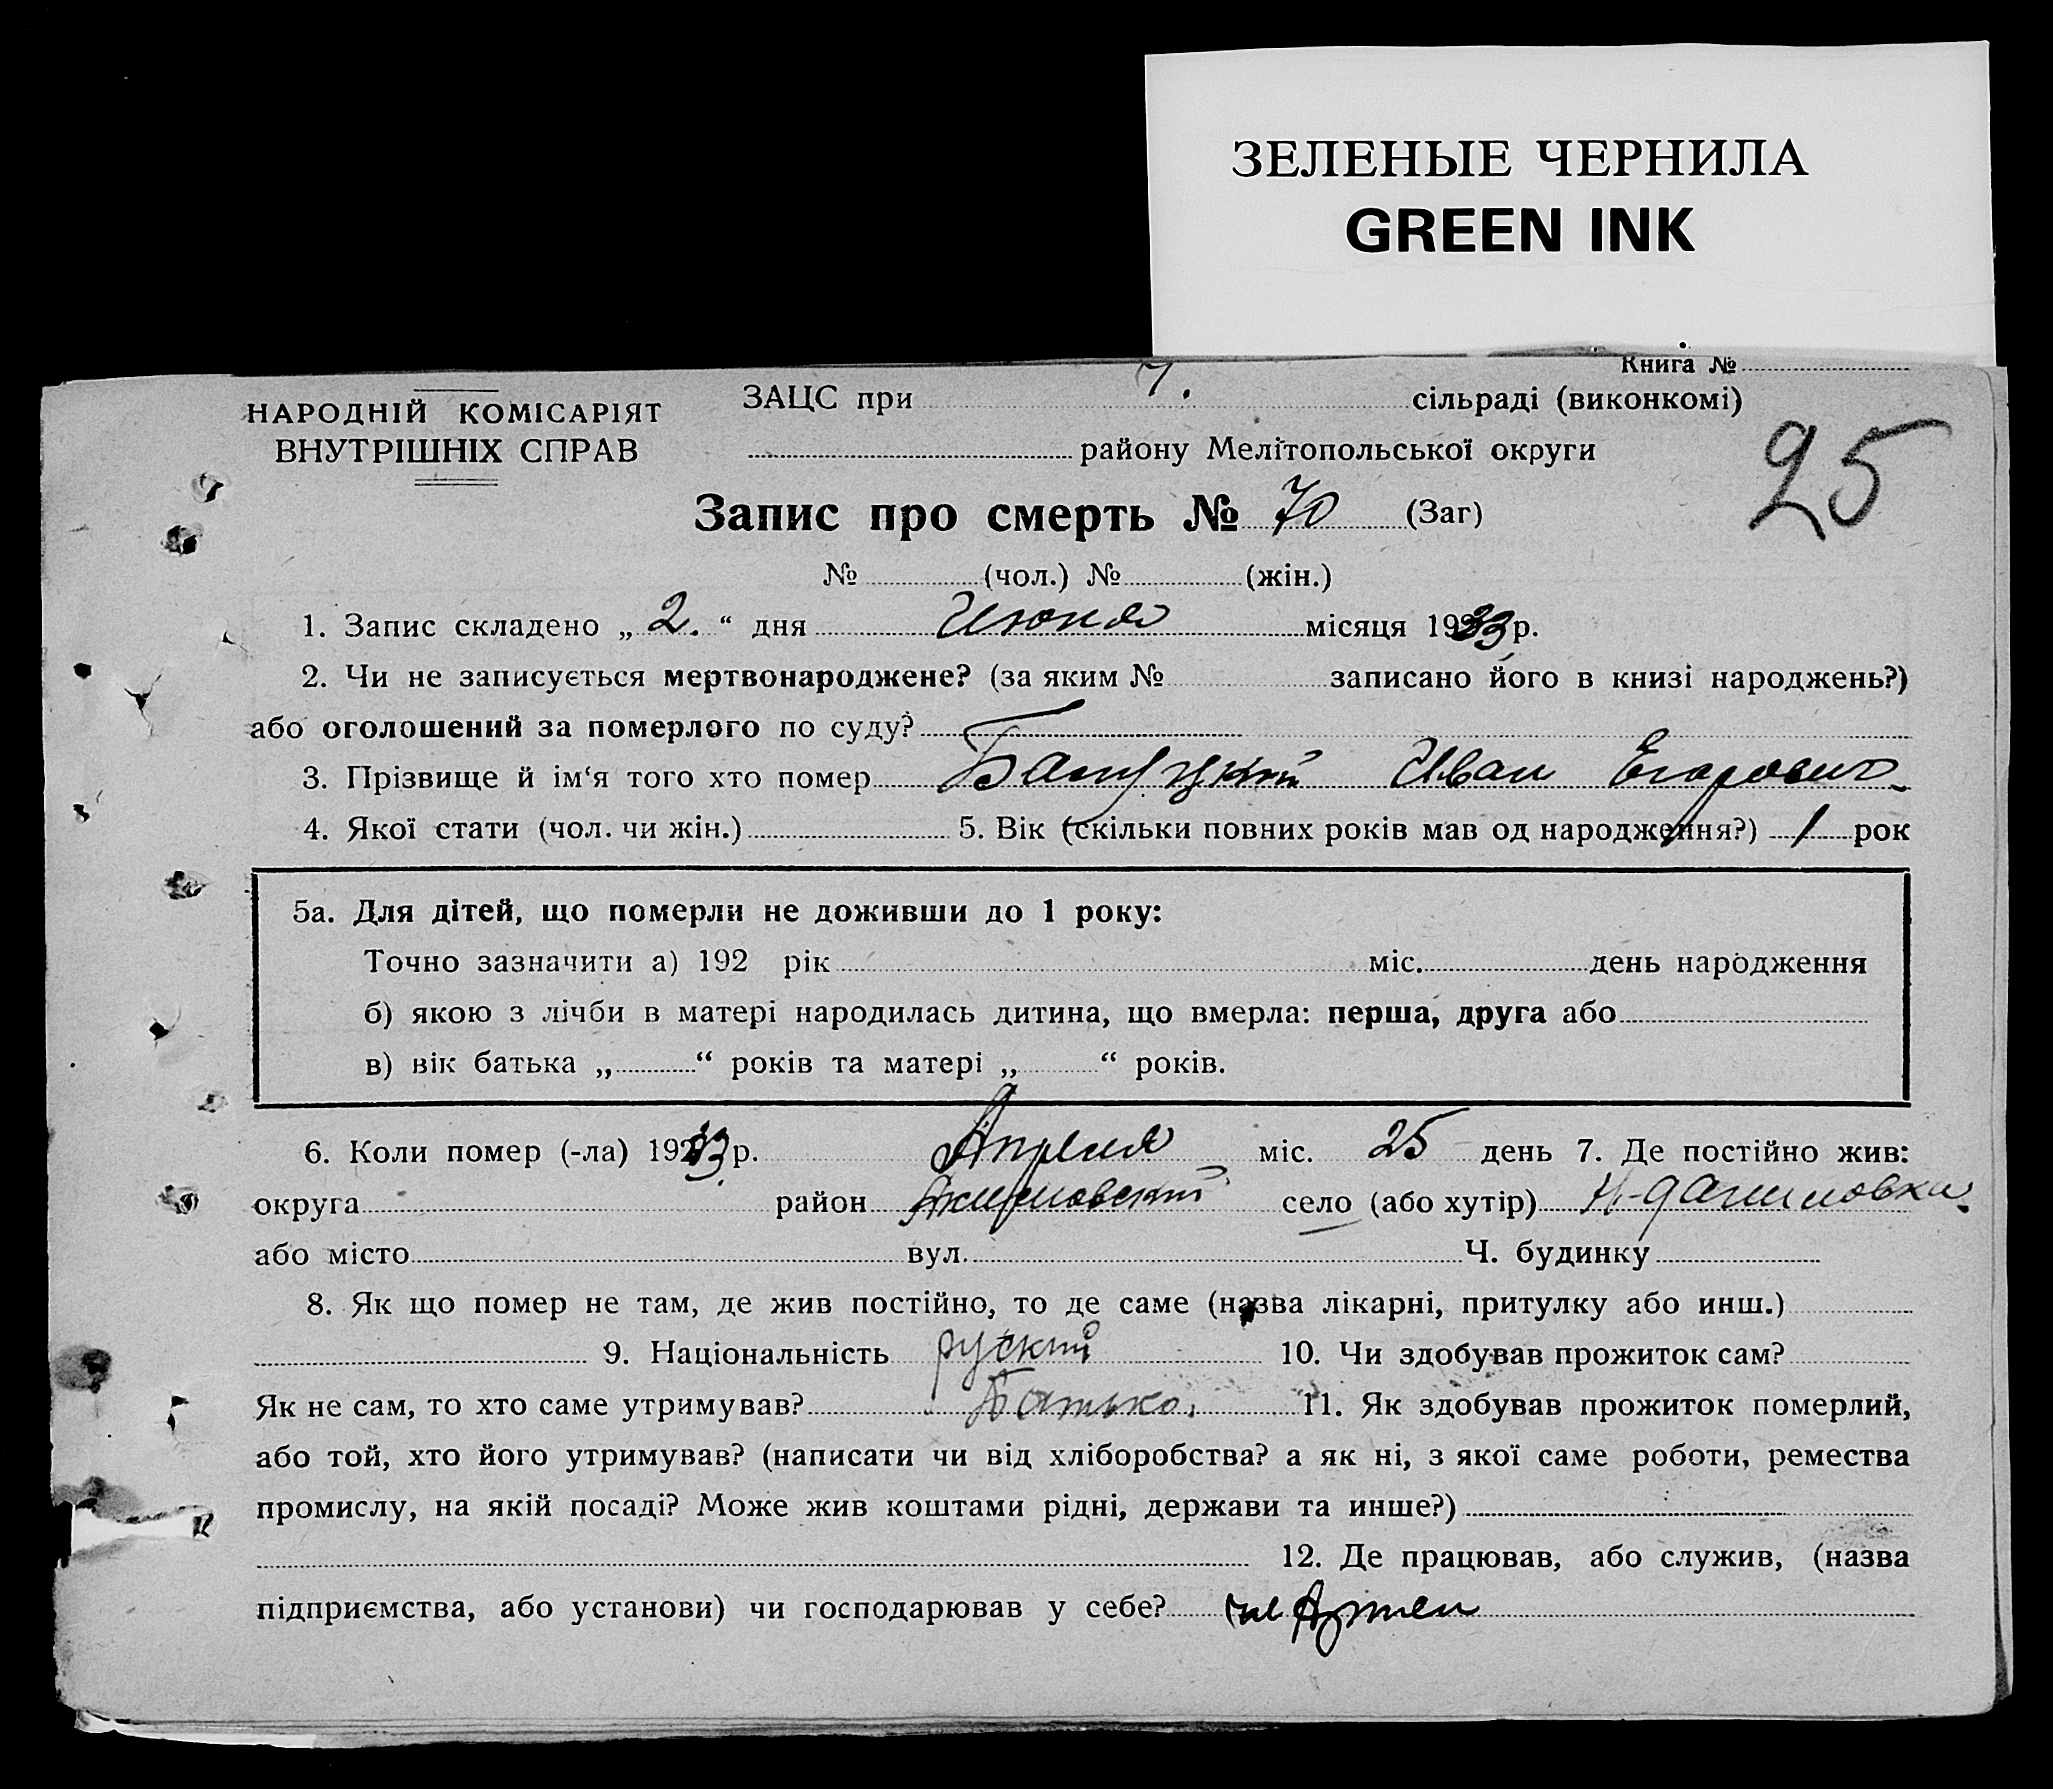 ЗЕЛЕНЫЕ ЧЕРНИЛА
GREEN INK
Книга №
НАРОДНІЙ КОМІСАРІЯТ
ВНУТРІШНІХ СПРАВ
ЗАЦС при сільраді (виконкомі)
району Мелітопольської округи
25
Запис про смерть № 70 (Заг)
№ (чол.) № (жін.)
1. Запис складено „ 2. “ дня Июня місяця 1933 р.
2. Чи не записується мертвонароджене? (за яким № записано його в книзі народжень?)
або оголошений за померлого по суду?
3. Прізвище й ім‘я того хто помер Иван Егорович
4. Якої стати (чол. чи жін.) 5. Вік (скільки повних років мав од народження?) 1 рок
5а. Для дітей, що померли не доживши до 1 року:
Точно зазначити а) 192 рік міс. день народження
б) якою з лічби в матері народилась дитина, що вмерла: перша, друга або
в) вік батька „ “ років та матері „ “ років.
6. Коли помер (-ла) 1933 р. Апреля міс. 25 день 7. Де постійно жив:
округа район Акимовский село (або хутір) Н-Даниловка
або місто вул. Ч. будинку
8. Як що помер не там, де жив постійно, то де саме (назва лікарні, притулку або инш.)
9. Національність руский 10. Чи здобував прожиток сам?
Як не сам, то хто саме утримував? Батько. 11. Як здобував прожиток померлий,
або той, хто його утримував? (написати чи від хліборобства? а як ні, з якої саме роботи, ремества
промислу, на якій посаді? Може жив коштами рідні, держави та инше?)
12. Де працював, або служив, (назва
підприємства, або установи) чи господарював у себе?